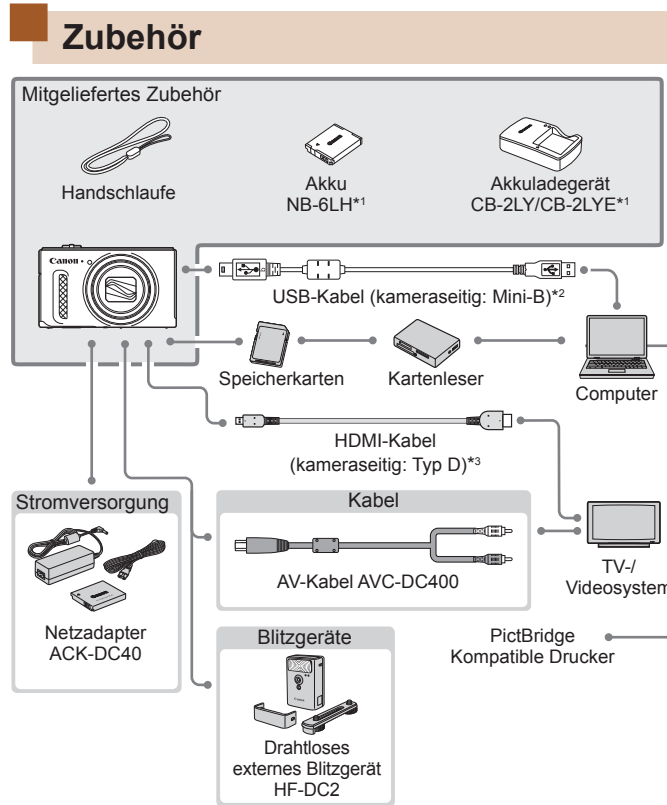 Zubehör
Mitgeliefertes Zubehör
Handschlaufe
Akku
NB-6LH*1
Akkuladegerät
CB-2LY/CB-2LYE*1
Canon
USB-Kabel (kameraseitig: Mini-B)*2
Speicherkarten
Kartenleser
Computer
HDMI-Kabel
(kameraseitig: Typ D)*3
Stromversorgung
Netzadapter
ACK-DC40
Kabel
AV-Kabel AVC-DC400
TV-/
Videosystem
Blitzgeräte
Drahtloses
externes Blitzgerät
HF-DC2
PictBridge
Kompatible Drucker